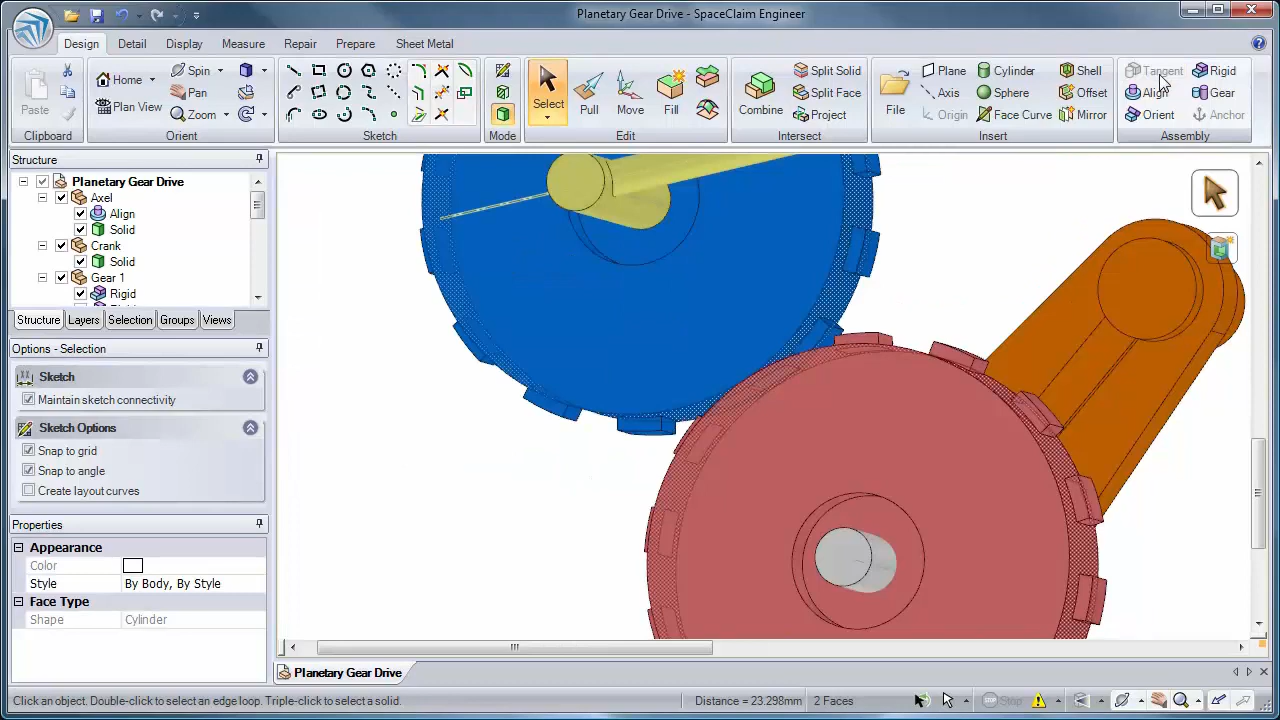 Planetary Gear Drive - SpaceClaim Engineer
Design Detail Display Measure Repair Prepare Sheet Metal
Paste
Clipboard
Home Spin
Plan View Pan
Zoom
Orient
Sketch
Mode
Select Pull Move Fill
Edit
Combine
Split Solid
Split Face
Project
Intersect
File
Plane Cylinder Shell
Axis Sphere Offset
Origin Face Curve Mirror
Insert
Tangent Rigid
Align Gear
Orient Anchor
Assembly
Structure
Planetary Gear Drive
Axel
Align
Solid
Crank
Solid
Gear 1
Rigid
Structure Layers Selection Groups Views
Options - Selection
Sketch
Maintain sketch connectivity
Sketch Options
Snap to grid
Snap to angle
Create layout curves
Properties
Appearance
Color
Style By Body, By Style
Face Type
Shape Cylinder
Planetary Gear Drive
Click an object. Double-click to select an edge loop. Triple-click to select a solid.
Distance = 23.298mm 2 Faces
Stop